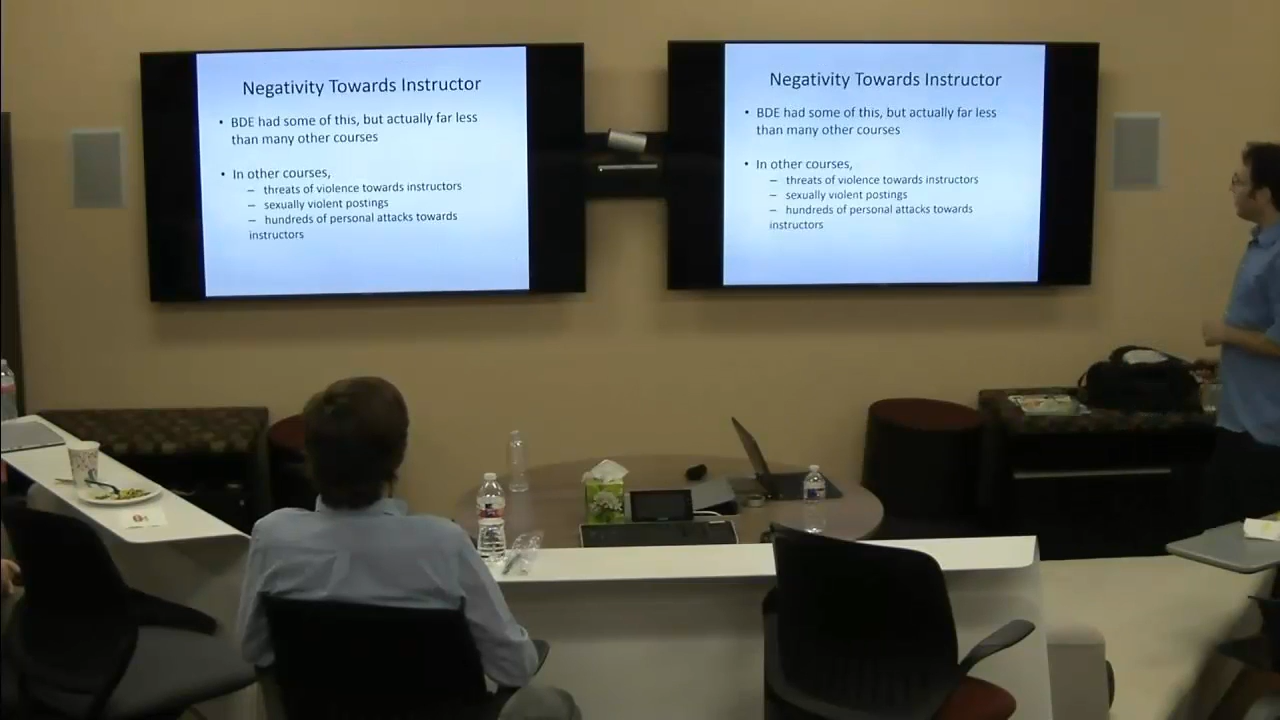 Negativity Towards Instructor
• BDE had some of this, but actually far less
than many other courses
• In other courses,
– threats of violence towards instructors
– sexually violent postings
– hundreds of personal attacks towards
instructors
Negativity Towards Instructor
• BDE had some of this, but actually far less
than many other courses
• In other courses,
– threats of violence towards instructors
– sexually violent postings
– hundreds of personal attacks towards
instructors